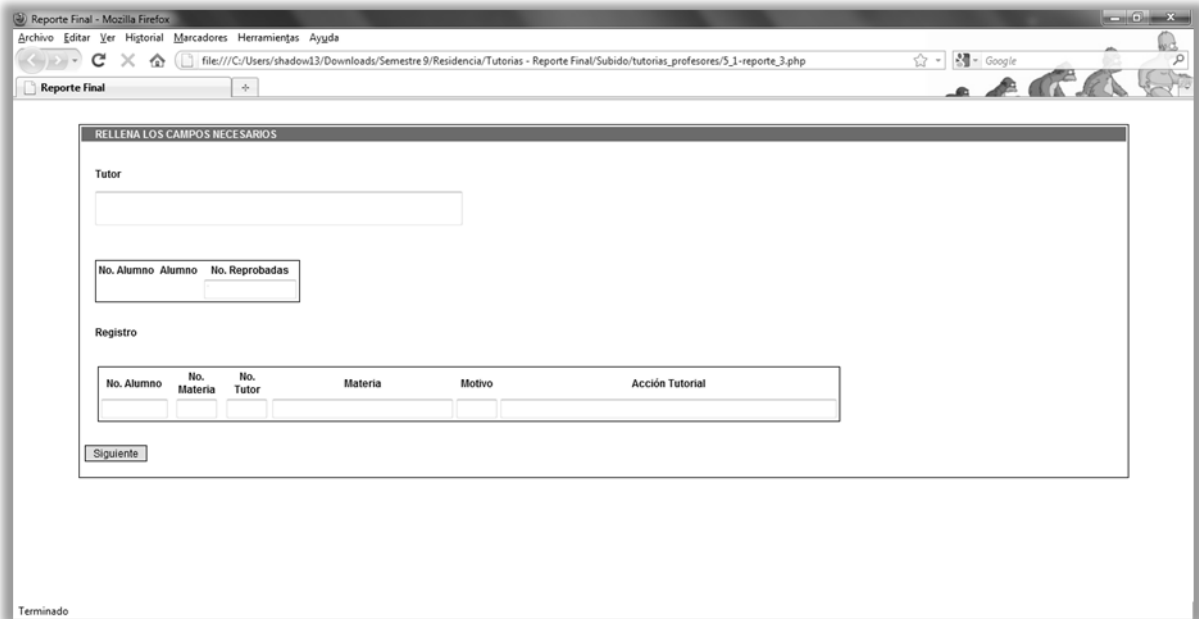 Reporte Final - Mozilla Firefox
Archivo Editar Ver Historial Marcadores Herramientas Ayuda
file:///C:/Users/shadow13/Downloads/Semestre 9/Residencia/Tutorias - Reporte Final/Subido/tutorias_profesores/5_1-reporte_3.php
Google
Reporte Final
RELLENA LOS CAMPOS NECESARIOS
Tutor
No. Alumno Alumno No. Reprobadas
Registro
No. Alumno No. Materia No. Tutor Materia Motivo Acción Tutorial
Siguiente
Terminado